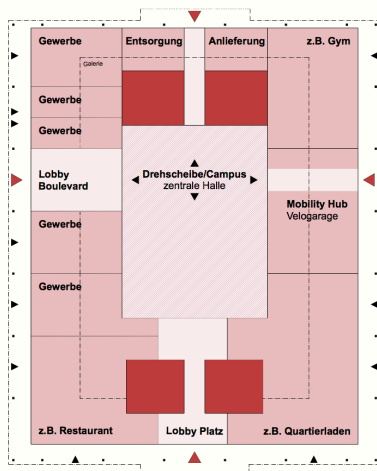 Gewerbe
Entsorgung
Anlieferung
z.B. Gym
Galerie
Gewerbe
Gewerbe
Lobby
Boulevard
Drehscheibe/Campus
zentrale Halle
Mobility Hub
Velogarage
Gewerbe
Gewerbe
z.B. Restaurant
Lobby Platz
z.B. Quartierladen